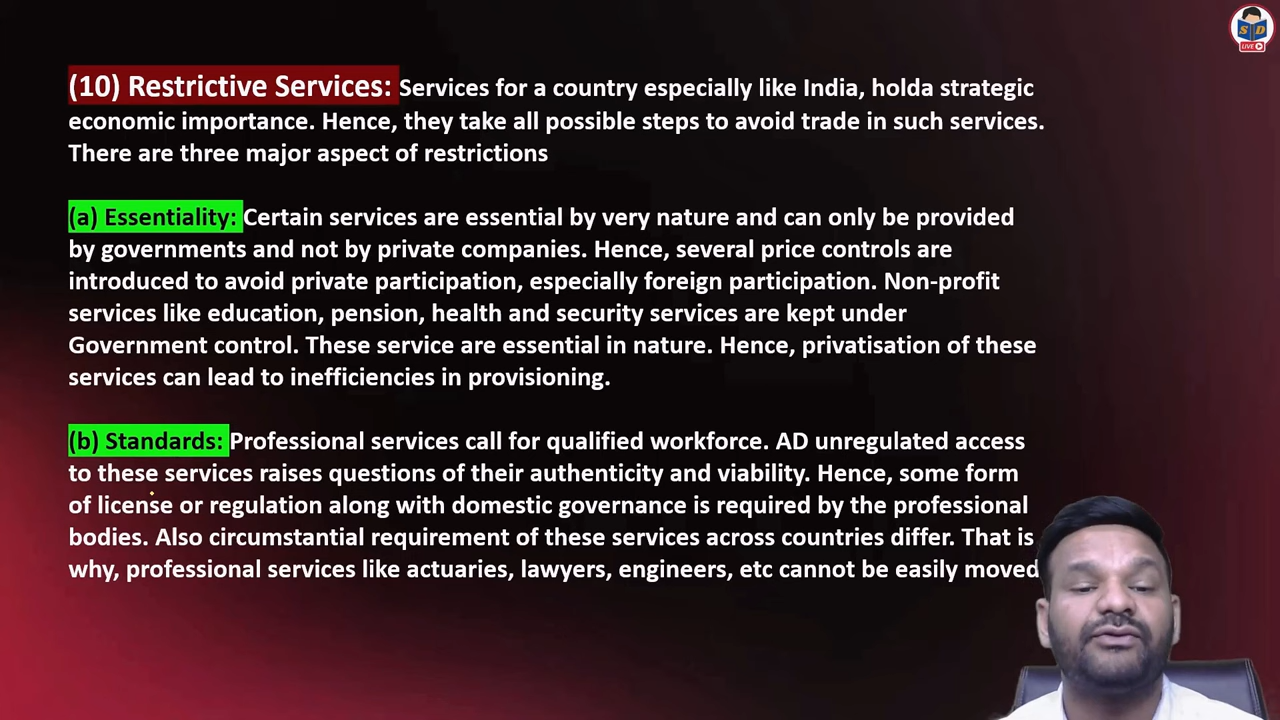 (10) Restrictive Services: Services for a country especially like India, holda strategic
economic importance. Hence, they take all possible steps to avoid trade in such services.
There are three major aspect of restrictions
(a) Essentiality: Certain services are essential by very nature and can only be provided
by governments and not by private companies. Hence, several price controls are
introduced to avoid private participation, especially foreign participation. Non-profit
services like education, pension, health and security services are kept under
Government control. These service are essential in nature. Hence, privatisation of these
services can lead to inefficiencies in provisioning.
(b) Standards: Professional services call for qualified workforce. AD unregulated access
to these services raises questions of their authenticity and viability. Hence, some form
of license or regulation along with domestic governance is required by the professional
bodies. Also circumstantial requirement of these services across countries differ. That is
why, professional services like actuaries, lawyers, engineers, etc cannot be easily moved
S D
LIVE